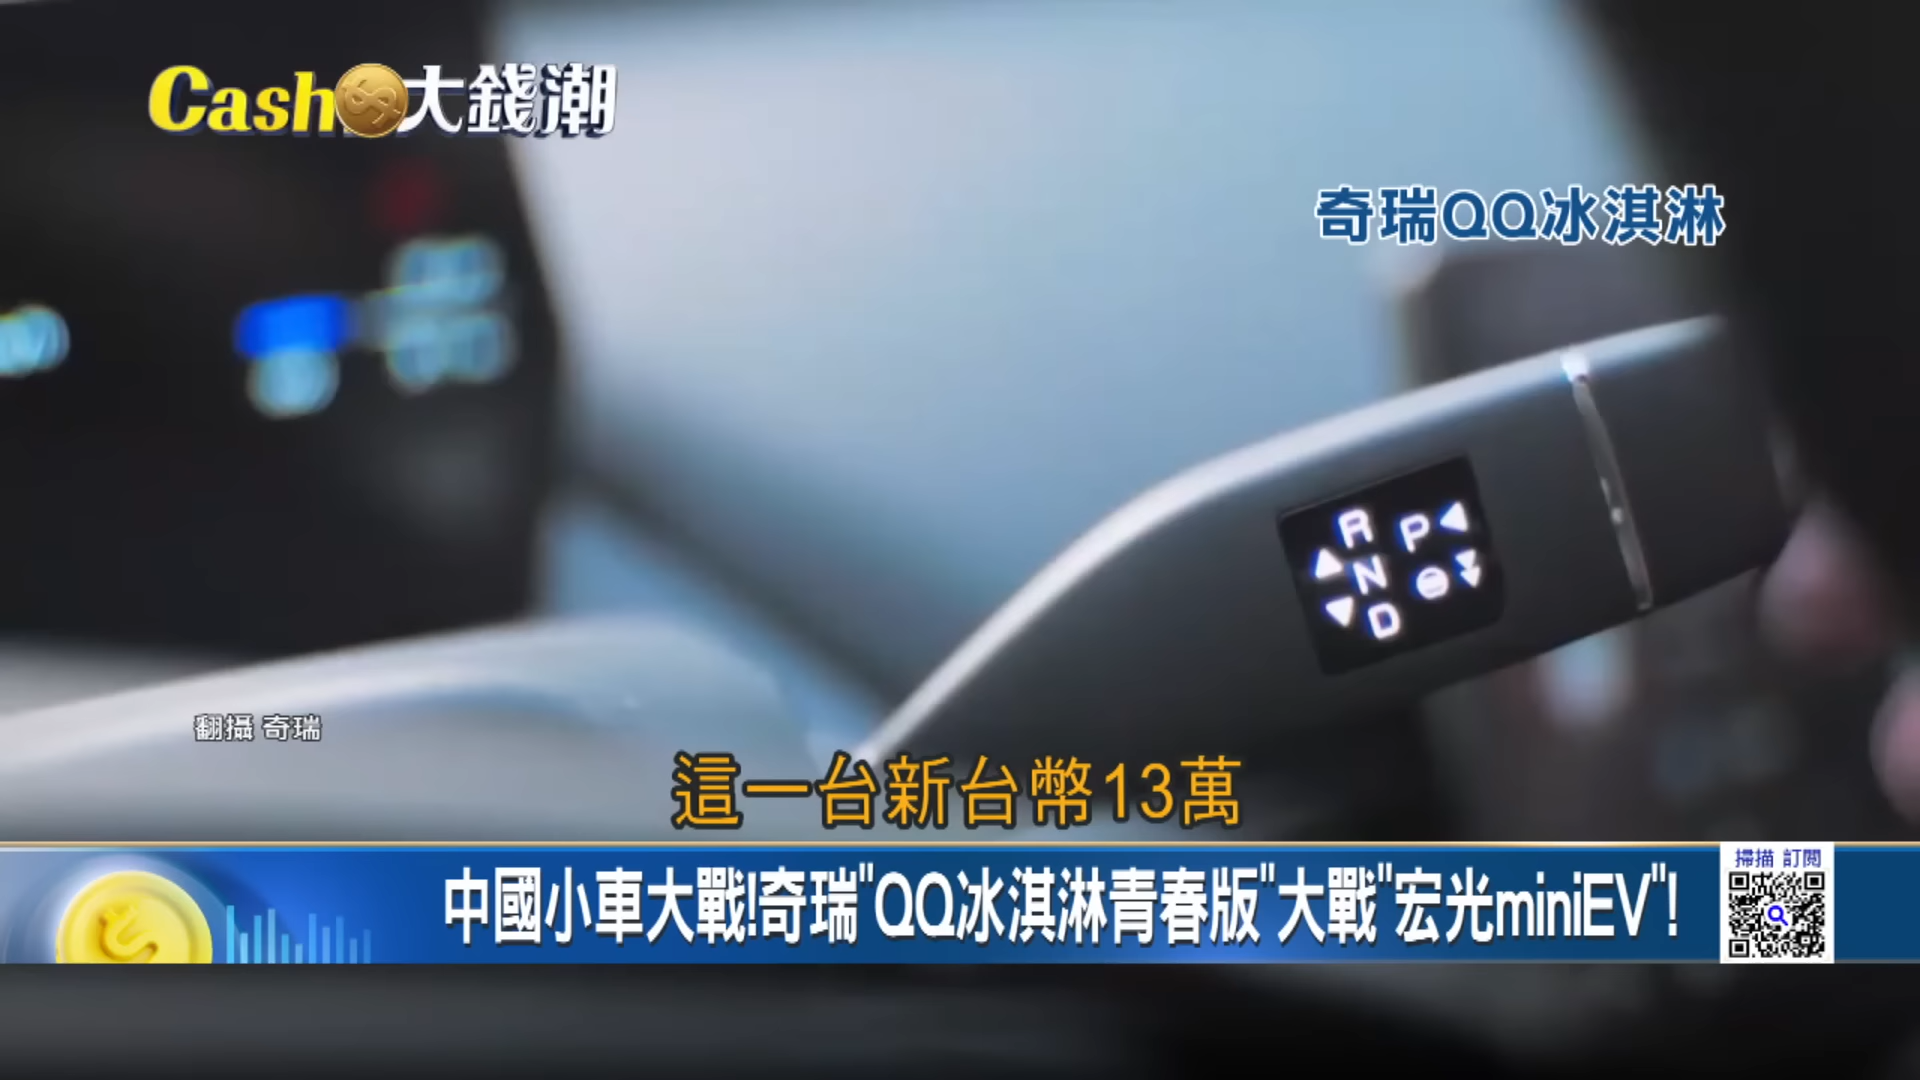 Cash大錢潮
奇瑞QQ冰淇淋
R
P
N
D
翻攝 奇瑞
這一台新台幣13萬
中國小車大戰!奇瑞"QQ冰淇淋青春版"大戰"宏光miniEV"!
掃描 訂閱